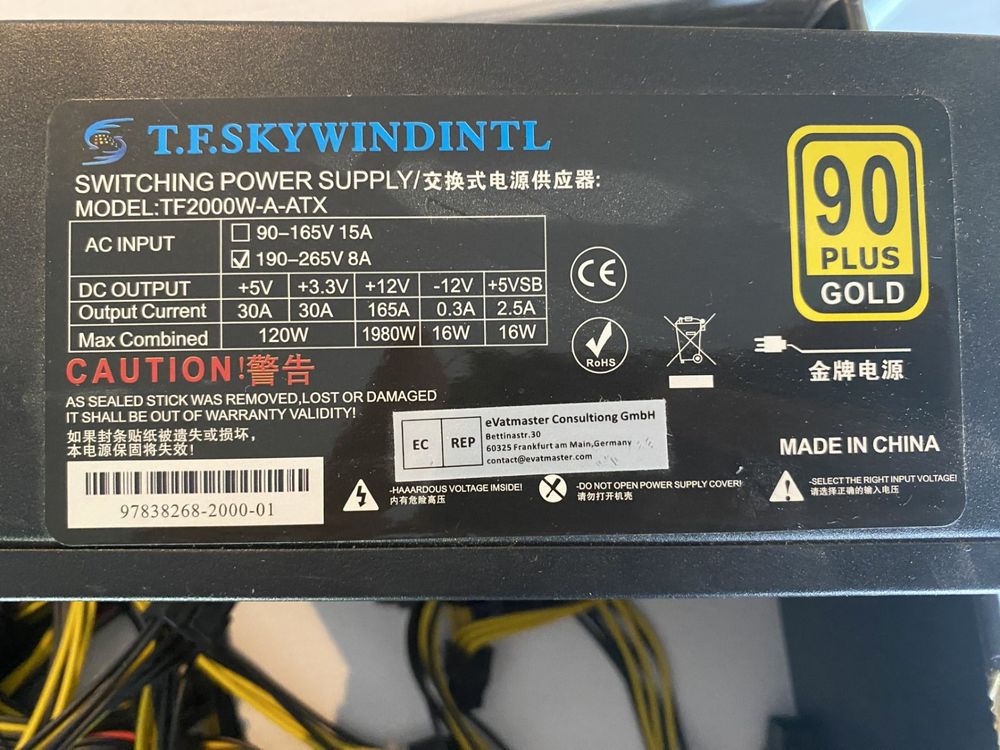 T.F.SKYWINDINTL
SWITCHING POWER SUPPLY/交换式电源供应器:
MODEL:TF2000W-A-ATX
AC INPUT
90-165V 15A
190-265V 8A
DC OUTPUT +5V +3.3V +12V -12V +5VSB
Output Current 30A 30A 165A 0.3A 2.5A
Max Combined 120W 1980W 16W 16W
CE
RoHS
90
PLUS
GOLD
金牌电源
CAUTION!警告
AS SEALED STICK WAS REMOVED,LOST OR DAMAGED
IT SHALL BE OUT OF WARRANTY VALIDITY!
如果封条贴纸被遗失或损坏，
本电源保固将失效!
97838268-2000-01
EC REP
eVatmaster Consultiong GmbH
Bettinastr.30
60325 Frankfurt am Main,Germany
contact@evatmaster.com
MADE IN CHINA
-HAAARDOUS VOLTAGE IMSIDE!
内有危险高压
-DO NOT OPEN POWER SUPPLY COVER!
请勿打开机壳
-SELECT THE RIGHT INPUT VOLTAGE!
请选择正确的输入电压